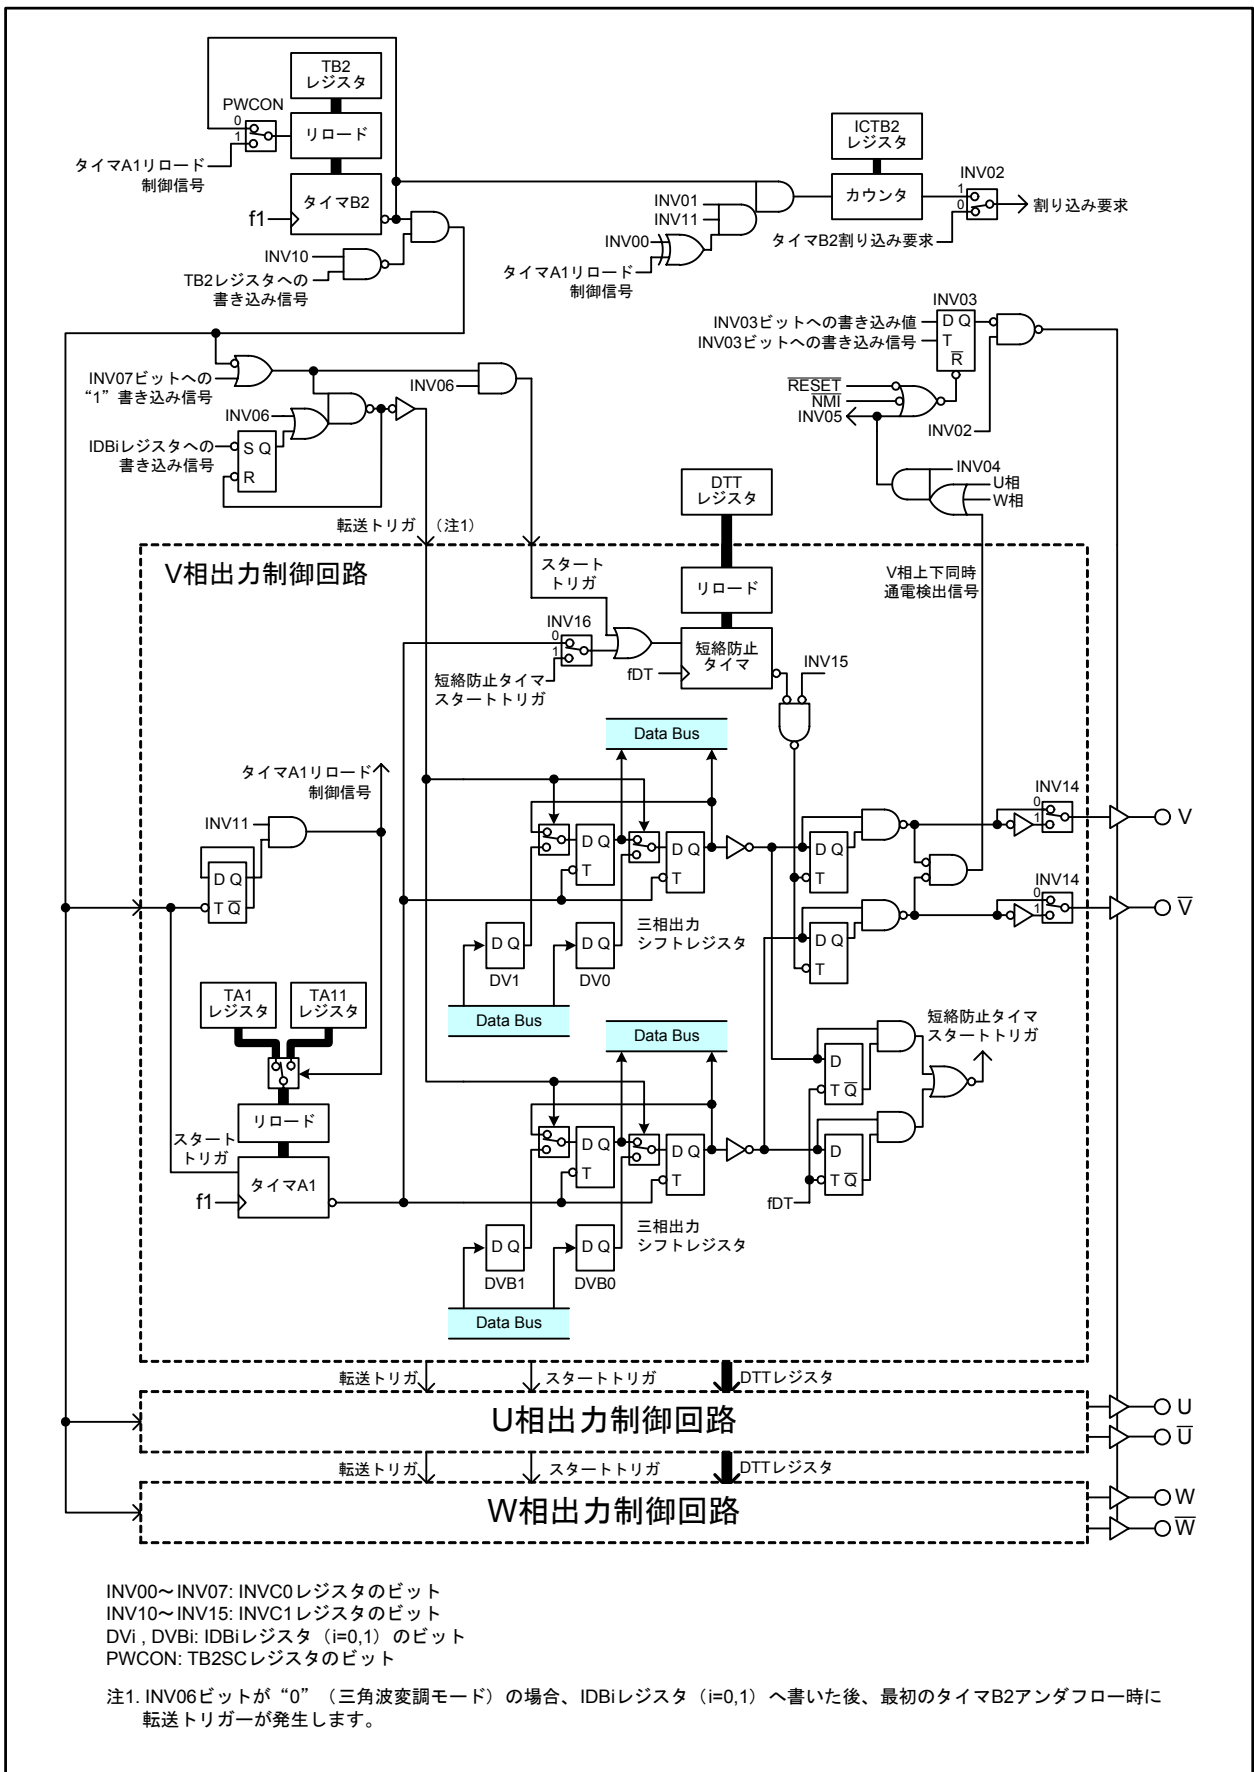 TB2
レジスタ
PWCON
0
1
リロード
タイマA1リロード
制御信号
タイマB2
f1
INV10
TB2レジスタへの
書き込み信号
ICTB2
レジスタ
INV01
INV11
カウンタ
INV02
1
0
割り込み要求
INV00
タイマB2割り込み要求
タイマA1リロード
制御信号
INV03
INV03ビットへの書き込み値
INV03ビットへの書き込み信号
D Q
T
R̅
INV07ビットへの
“1”書き込み信号
INV06
INV06
IDBiレジスタへの
書き込み信号
S Q
R
R̅E̅S̅E̅T̅
N̅M̅I̅
INV05
INV02
INV04
U相
W相
DTT
レジスタ
転送トリガ （注1）
V相出力制御回路
スタート
トリガ
リロード
V相上下同時
通電検出信号
INV16
0
1
短絡防止
タイマ
短絡防止タイマ
スタートトリガ
fDT
INV15
Data Bus
タイマA1リロード
制御信号
INV11
D Q
T Q̅
D Q
T
D Q
T
D Q
T
INV14
0
1
V
D Q
T
INV14
0
1
V̅
三相出力
シフトレジスタ
D Q
DV1
D Q
DV0
Data Bus
TA1
レジスタ
TA11
レジスタ
リロード
スタート
トリガ
タイマA1
f1
Data Bus
D Q
T
D Q
T
短絡防止タイマ
スタートトリガ
D
T Q̅
D
T Q̅
fDT
三相出力
シフトレジスタ
D Q
DVB1
D Q
DVB0
Data Bus
転送トリガ
スタートトリガ
DTTレジスタ
U相出力制御回路
U
U̅
転送トリガ
スタートトリガ
DTTレジスタ
W相出力制御回路
W
W̅
INV00～INV07: INVC0レジスタのビット
INV10～INV15: INVC1レジスタのビット
DVi , DVBi: IDBiレジスタ（i=0,1）のビット
PWCON: TB2SCレジスタのビット
注1. INV06ビットが“0”（三角波変調モード）の場合、IDBiレジスタ（i=0,1）へ書いた後、最初のタイマB2アンダフロー時に
転送トリガーが発生します。